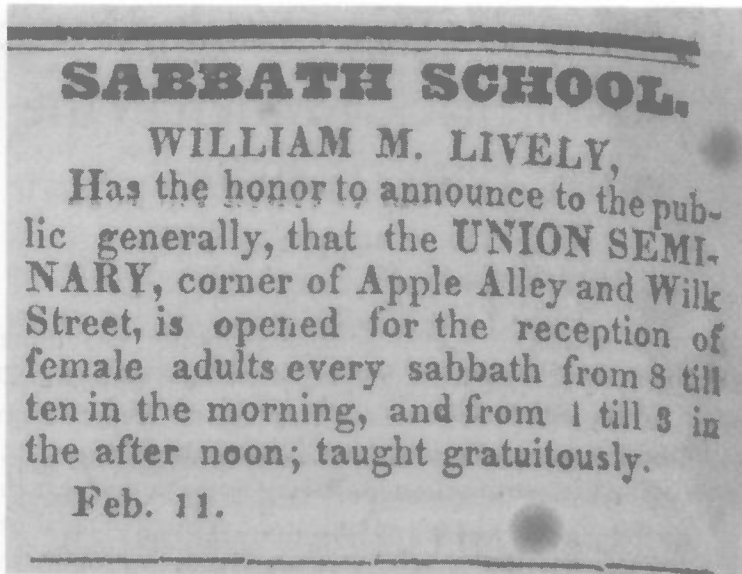 SABBATH SCHOOL.
WILLIAM M. LIVELY,
Has the honor to announce to the pub-
lic generally, that the UNION SEMI-
NARY, corner of Apple Alley and Wilk
Street, is opened for the reception of
female adults every sabbath from 8 till
ten in the morning, and from 1 till 3 in
the after noon; taught gratuitously.
Feb. 11.